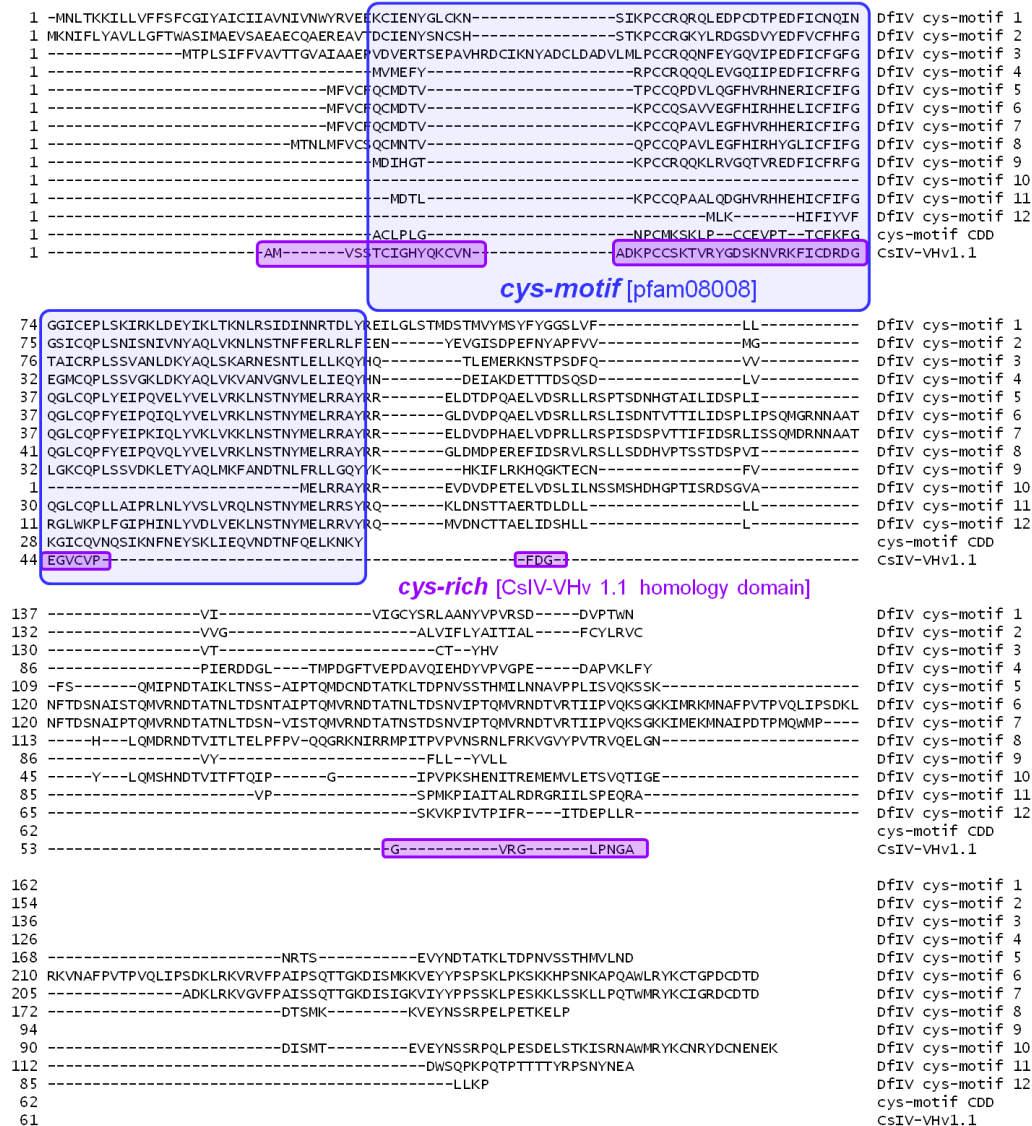 1 -MNLTKKILLVFFSFCGIYAICIIAVNIVNWYRVEEKCIENYGLCKN----------------SIKPCCRQRQLEDPCDTPEDFICNQIN DfIV cys-motif 1
1 MKNIFLYAVLLGFTWASIMAEVSAEAECQAEREAVTDCIENYSNCSH----------------STKPCCRGKYLRDGSDVYEDFVCFHFG DfIV cys-motif 2
1 ---------------MTPLSIFFVAVTTGVAIAAEPVDVERTSEPAVHRDCIKNYADCLDADVLMLPCCRQQNFEYGQVIPEDFICFGFG DfIV cys-motif 3
1 ------------------------------------MVMEFY-----------------------RPCCRQQQLEVGQIIPEDFICFRFG DfIV cys-motif 4
1 -------------------------------MFVCFQCMDTV-----------------------TPCCQPDVLQGFHVRHNERICFIFG DfIV cys-motif 5
1 -------------------------------MFVCFQCMDTV-----------------------KPCCQSAVVEGFHIRHHELICFIFG DfIV cys-motif 6
1 -------------------------------MFVCFQCMDTV-----------------------KPCCQPAVLEGFHVRHHERICFIFG DfIV cys-motif 7
1 ---------------------------MTNLMFVCSQCMNTV-----------------------QPCCQPAVLEGFHIRHYGLICFIFG DfIV cys-motif 8
1 ------------------------------------MDIHGT-----------------------KPCCRQQKLRVGQTVREDFICFRFG DfIV cys-motif 9
1 ------------------------------------------------------------------------------------------ DfIV cys-motif 10
1 --------------------------------------MDTL-----------------------KPCCQPAALQDGHVRHHEHICFIFG DfIV cys-motif 11
1 -------------------------------------------------------------------------MLK-------HIFIYVF DfIV cys-motif 12
1 ------------------------------------ACLPLG-----------------------NPCMKSKLP--CCEVPT--TCFKFG cys-motif CDD
1 ------------------------AM-------VSSTCIGHYQKCVN----------------ADKPCCSKTVRYGDSKNVRKFICDRDG CsIV-VHv1.1
cys-motif [pfam08008]
74 GGICEPLSKIRKLDEYIKLTKNLRSIDINNRTDLYREILGLSTMDSTMVYMSYFYGGSLVF----------------LL----------- DfIV cys-motif 1
75 GSICQPLSNISNIVNYAQLVKNLNSTNFFERLRLFEEN------YEVGISDPEFNYAPFVV----------------MG----------- DfIV cys-motif 2
76 TAICRPLSSVANLDKYAQLSKARNESNTLELLKQYHQ--------TLEMERKNSTPSDFQ-----------------VV----------- DfIV cys-motif 3
32 EGMCQPLSSVGKLDKYAQLVKVANVGNVLELIEQYHN--------DEIAKDETTTDSQSD-----------------LV----------- DfIV cys-motif 4
37 QGLCQPLYEIPQVELYVELVKNLNSTNYMELRRAYRR-------ELDTDPQAELVDSRLLRSPTSDNHGTAILIDSPLI----------- DfIV cys-motif 5
37 QGLCQPFYEIPQIQLYVELVKKLNSTNYMELRRAYRR-------GLDVDPQAELVDSRLLRSLISDNTVTTILIDSPLIPSQMGRNNAAT DfIV cys-motif 6
37 QGLCQPFYEIPKIQLYVKLVKKLNSTNYMELRRAYRR-------ELDVDPHAELVDPRLLRSPISDSPVTTIFIDSRLISSQMDRNNAAT DfIV cys-motif 7
41 QGLCQPFYEIPQVQLYVELVRKLNSTNYMELRRAYRR-------GLDMDPEREFIDSRVLRSLLSDDHVPTSSTDSPVI----------- DfIV cys-motif 8
32 LGKCQPLSSVDKLETYAQLMKFANDTNLFRLLGQYYK-------HKIFLRKHQGKTECN------------------FV----------- DfIV cys-motif 9
1 ----------------------------MELRRAYRR-------EVDVDPETELVDSLILNSSMSHDHGPTISRDSGVA----------- DfIV cys-motif 10
30 QGLCQPLLAIPRLNLYVSLVRQLNSTNYMELRRSYRQ-------KLDNSTTAERTDLDLL-----------------L------------ DfIV cys-motif 11
11 RGLWKPLFGIPHINLYVDLVEKLNSTNYMELRRVYRQ-------MVDNCTTAELIDSHLL-----------------L------------ DfIV cys-motif 12
28 KGICQVNQSIKNFNEYSKLIEQVNDTNFQELKNKY cys-motif CDD
44 EGVCVP-----------------------------------------------FDG---------------------------------- CsIV-VHv1.1
cys-rich [CsIV-VHv 1.1 homology domain]
137 -----------------VI-----------------VIGCYSRLAANYVPVRSD-----DVPTWN DfIV cys-motif 1
132 -----------------VVG---------------------ALVIFLYAITIAL-----FCYLRVC DfIV cys-motif 2
130 -----------------VT------------------------CT--YHV DfIV cys-motif 3
86 -----------------PIERDDGL----TMPDGFTVEPDAVQIEHDYVPVGPE-----DAPVKLFY DfIV cys-motif 4
109 -FS-------QMIPNDTAIKLTNSS-AIPTQMDCNDTATKLTDPNVSSTHMILNNAVPPLISVQKSSK---------------------- DfIV cys-motif 5
120 NFTDSNAISTQMVRNDTATNLTDSNTAIPTQMVRNDTATNLTDSNVIPTQMVRNDTVRTIIPVQKSGKKIMRKMNAFPVTPVQLIPSDKL DfIV cys-motif 6
120 NFTDSNAIPTQMVRNDTATNLTDSN-VISTQMVRNDTATNSTDSNVIPTQMVRNDTVRTIIPVQKSGKKIMEKMNAIPDTPMQWMP---- DfIV cys-motif 7
113 -----H--LQMDRNDTVITLTELPFPV-QQGRKNIRRMPITPVPVNSRNLFRKVGVYPVTRVQELGN---------------------- DfIV cys-motif 8
86 -----------------VY-----------------------FLL--YVLL DfIV cys-motif 9
45 -----Y---LQMSHNDTVITFTQIP------G---------IPVPKSHENITREMEMVLETSVQTIGE---------------------- DfIV cys-motif 10
85 -----------------------VP----------------SPMKPIAITALRDRGRIILSPEQRA------------------------ DfIV cys-motif 11
65 -----------------------------------------SKVKPIVTPIFR----ITDEPLLR------------------------- DfIV cys-motif 12
62 cys-motif CDD
53 --------------------------------------G-----------VRG-------LPNGA CsIV-VHv1.1
162 DfIV cys-motif 1
154 DfIV cys-motif 2
136 DfIV cys-motif 3
126 DfIV cys-motif 4
168 --------------------------NRTS-----------EVYNDTATKLTDPNVSSTHMVLND DfIV cys-motif 5
210 RKVNAFPVTPVQLIPSDKLRKVRVFPAIPSQTTGKDISMKKVEYYPSPSKLPKSKKHPSNKAPQAWLRYKCTGPDCDTD DfIV cys-motif 6
205 ---------------ADKLRKVGVFPAISSQTTGKDISIGKVIYYPPSSKLPESKKLSSKLLPQTWMRYKCIGRDCDTD DfIV cys-motif 7
172 --------------------------DTSMK---------KVEYNSSRPELPETKELP DfIV cys-motif 8
94 DfIV cys-motif 9
90 --------------------------DISMT---------EVEYNSSRPQLPESDELSTKISRNAWMRYKCNRYDCNENEK DfIV cys-motif 10
112 ------------------------------------------DWSQPKPQTPTTTTYRPSNYNEA DfIV cys-motif 11
85 ---------------------------------------------LLKP DfIV cys-motif 12
62 cys-motif CDD
61 CsIV-VHv1.1